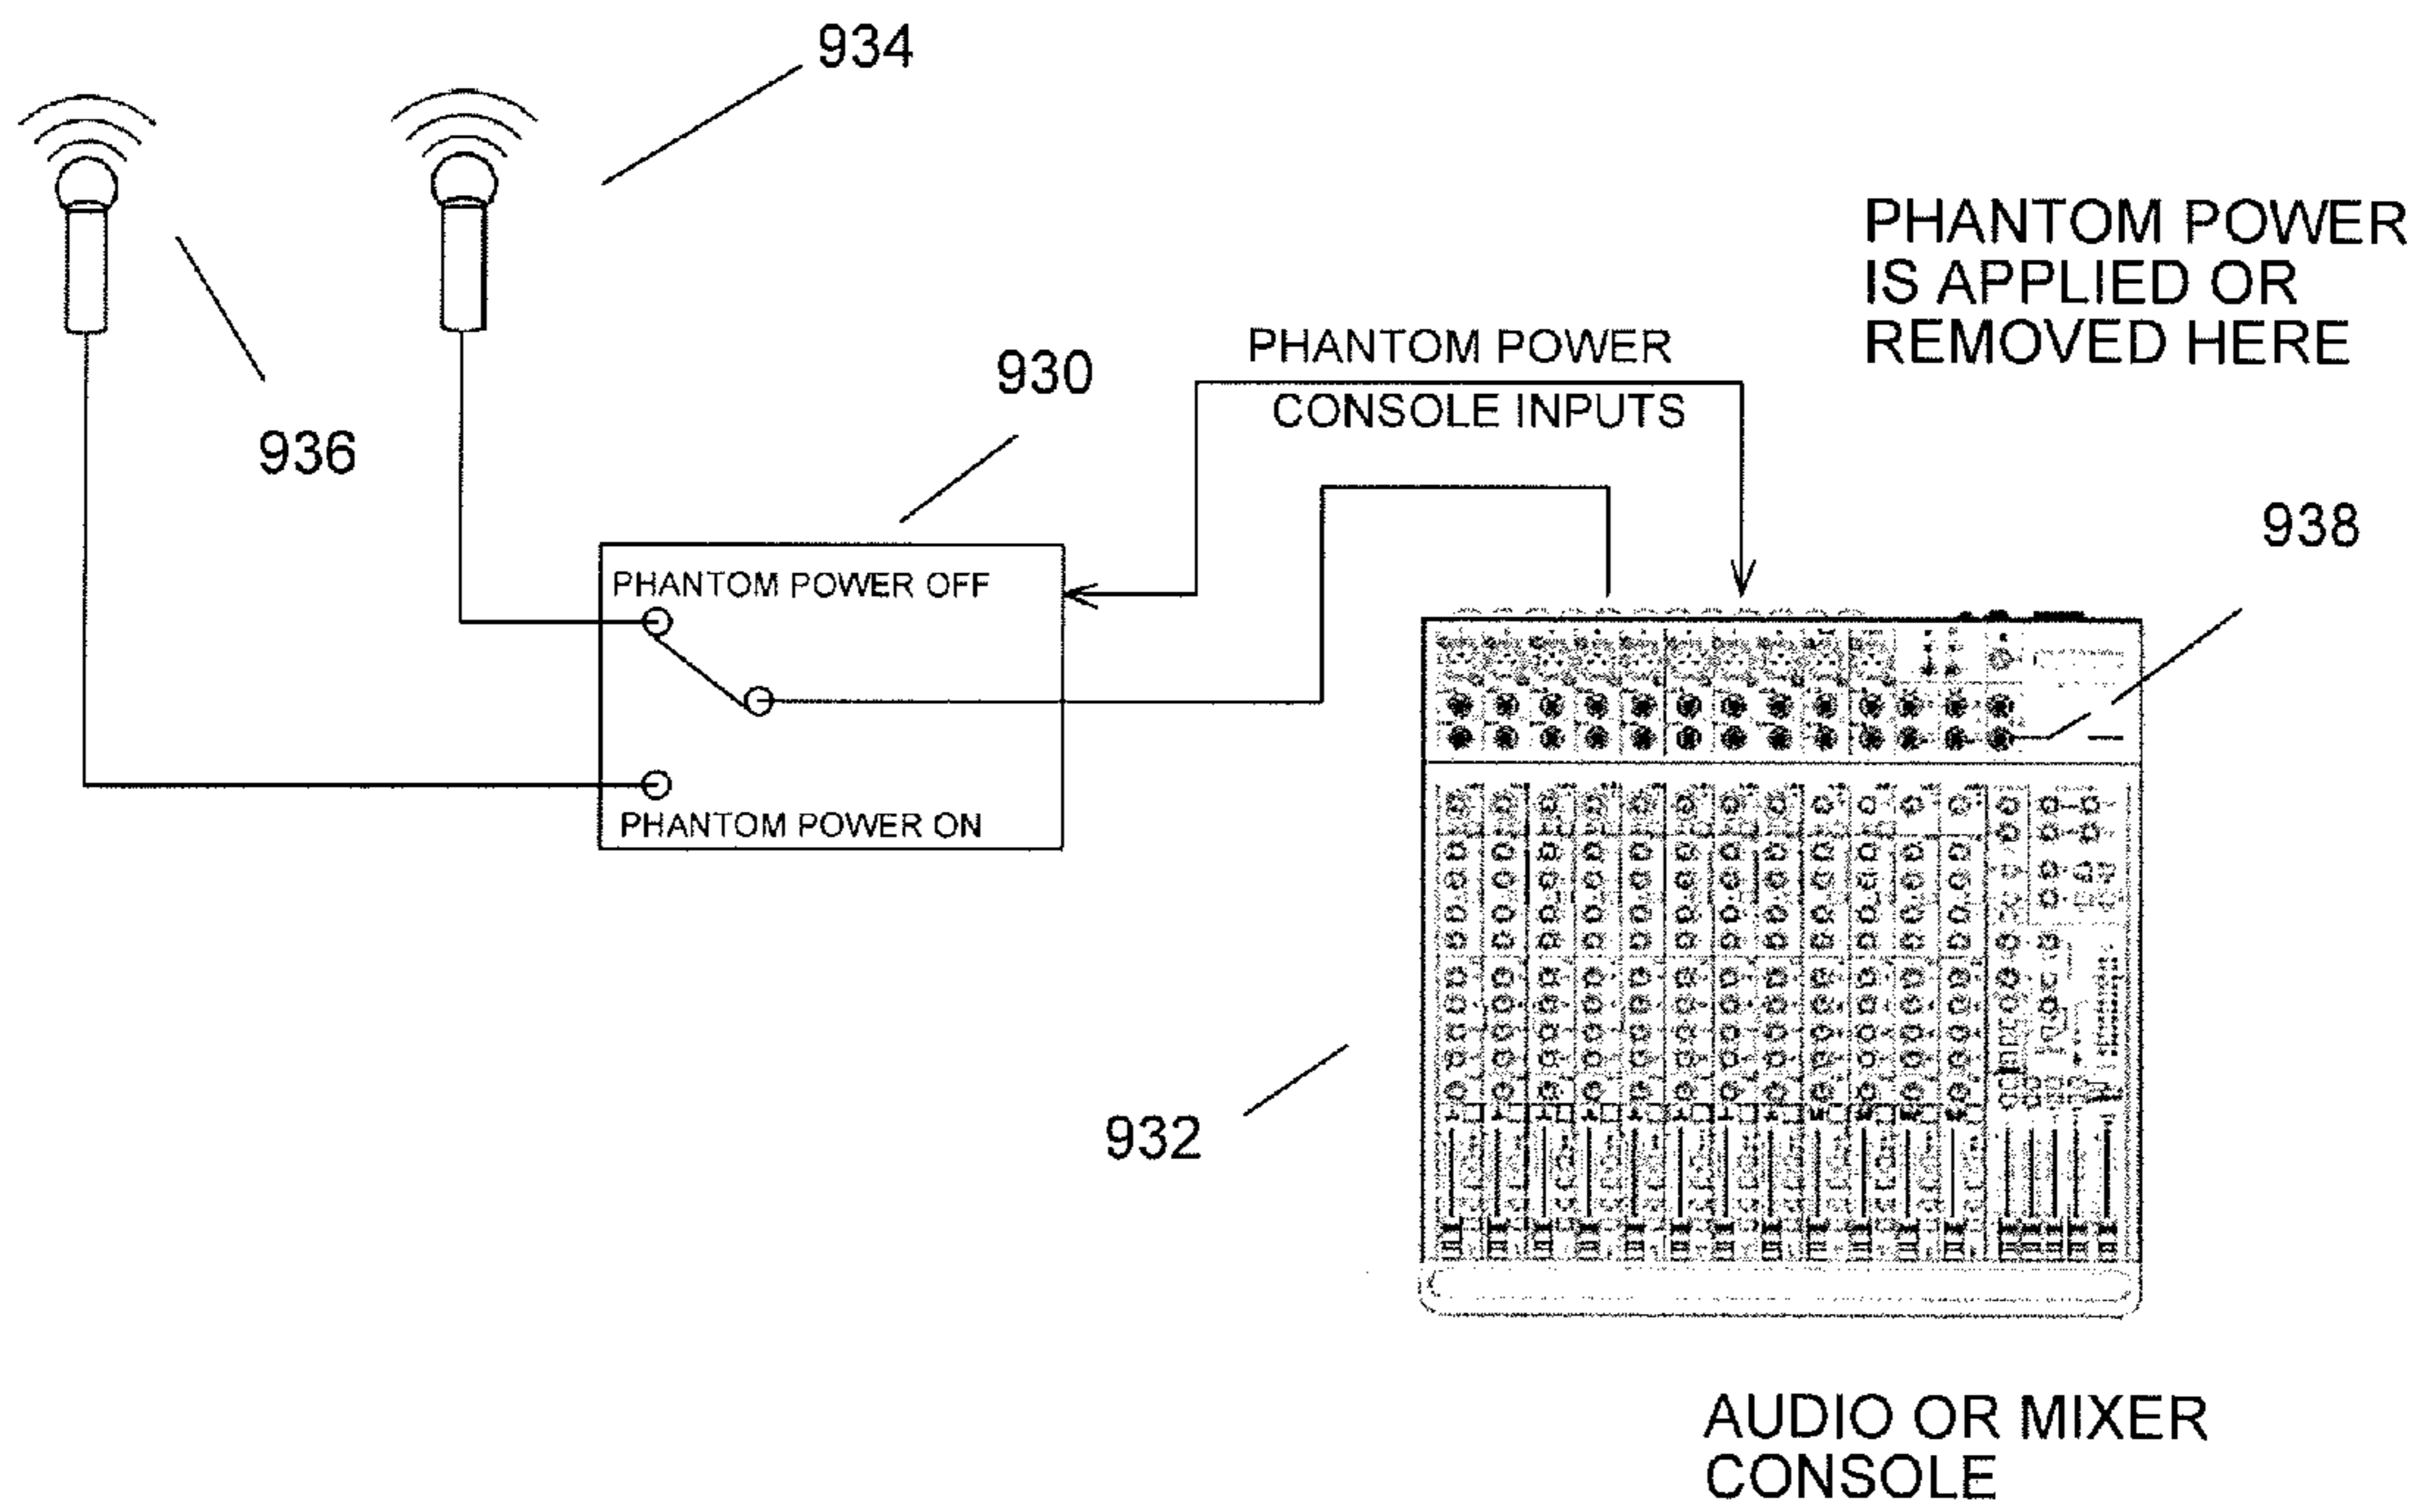 934
PHANTOM POWER
IS APPLIED OR
REMOVED HERE
PHANTOM POWER
CONSOLE INPUTS
930
936
938
PHANTOM POWER OFF
PHANTOM POWER ON
932
AUDIO OR MIXER
CONSOLE